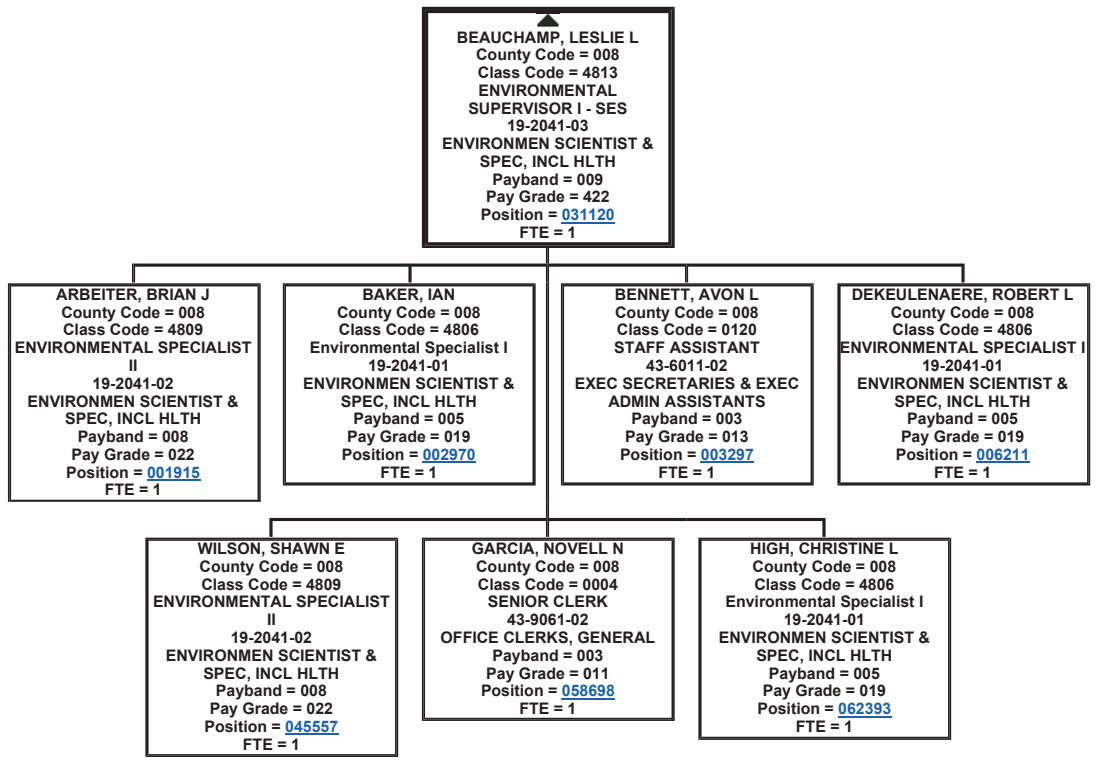 BEAUCHAMP, LESLIE L
County Code = 008
Class Code = 4813
ENVIRONMENTAL
SUPERVISOR I - SES
19-2041-03
ENVIRONMEN SCIENTIST &
SPEC, INCL HLTH
Payband = 009
Pay Grade = 422
Position = 031120
FTE = 1
ARBEITER, BRIAN J
County Code = 008
Class Code = 4809
ENVIRONMENTAL SPECIALIST
II
19-2041-02
ENVIRONMEN SCIENTIST &
SPEC, INCL HLTH
Payband = 008
Pay Grade = 022
Position = 001915
FTE = 1
BAKER, IAN
County Code = 008
Class Code = 4806
Environmental Specialist I
19-2041-01
ENVIRONMEN SCIENTIST &
SPEC, INCL HLTH
Payband = 005
Pay Grade = 019
Position = 002970
FTE = 1
BENNETT, AVON L
County Code = 008
Class Code = 0120
STAFF ASSISTANT
43-6011-02
EXEC SECRETARIES & EXEC
ADMIN ASSISTANTS
Payband = 003
Pay Grade = 013
Position = 003297
FTE = 1
DEKEULENAERE, ROBERT L
County Code = 008
Class Code = 4806
ENVIRONMENTAL SPECIALIST I
19-2041-01
ENVIRONMEN SCIENTIST &
SPEC, INCL HLTH
Payband = 005
Pay Grade = 019
Position = 006211
FTE = 1
WILSON, SHAWN E
County Code = 008
Class Code = 4809
ENVIRONMENTAL SPECIALIST
II
19-2041-02
ENVIRONMEN SCIENTIST &
SPEC, INCL HLTH
Payband = 008
Pay Grade = 022
Position = 045557
FTE = 1
GARCIA, NOVELL N
County Code = 008
Class Code = 0004
SENIOR CLERK
43-9061-02
OFFICE CLERKS, GENERAL
Payband = 003
Pay Grade = 011
Position = 058698
FTE = 1
HIGH, CHRISTINE L
County Code = 008
Class Code = 4806
Environmental Specialist I
19-2041-01
ENVIRONMEN SCIENTIST &
SPEC, INCL HLTH
Payband = 005
Pay Grade = 019
Position = 062393
FTE = 1